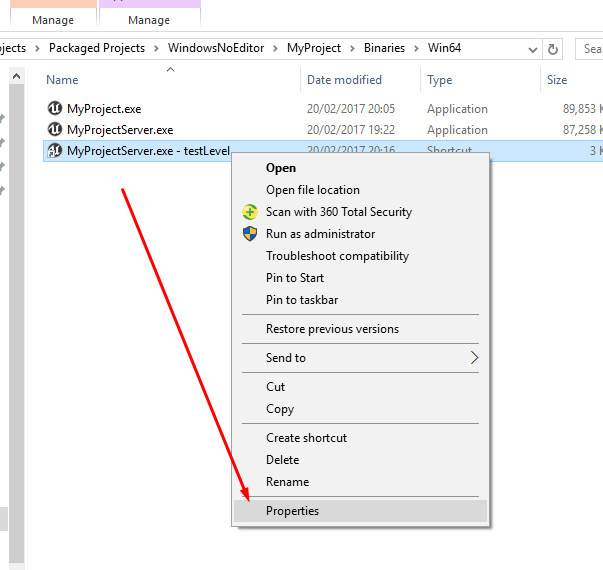 Manage Manage
ojects > Packaged Projects > WindowsNoEditor > MyProject > Binaries > Win64
Name Date modified Type Size
MyProject.exe 20/02/2017 20:05 Application 89,853 K
MyProjectServer.exe 20/02/2017 19:22 Application 87,258 K
MyProjectServer.exe - testLevel 20/02/2017 20:16 Shortcut 3 K
Open
Open file location
Scan with 360 Total Security
Run as administrator
Troubleshoot compatibility
Pin to Start
Pin to taskbar
Restore previous versions
Send to
Cut
Copy
Create shortcut
Delete
Rename
Properties